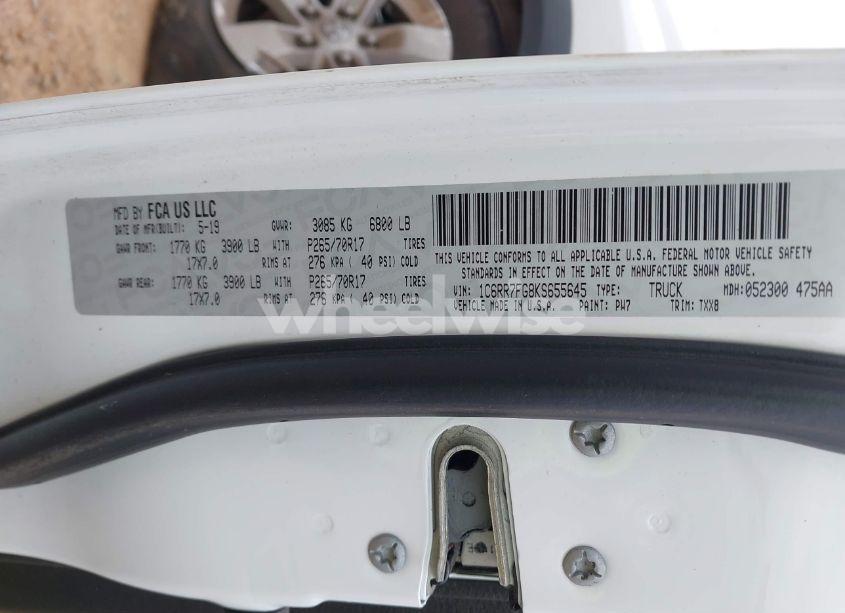 MFD BY FCA US LLC
DATE OF MFR(BUILT): 5-19 GVWR: 3085 KG 6800 LB
GAWR FRONT: 1770 KG 3900 LB WITH P265/70R17 TIRES
17X7.0 RIMS AT 276 KPA ( 40 PSI) COLD
GAWR REAR: 1770 KG 3900 LB WITH P265/70R17 TIRES
17X7.0 RIMS AT 276 KPA ( 40 PSI) COLD
THIS VEHICLE CONFORMS TO ALL APPLICABLE U.S.A. FEDERAL MOTOR VEHICLE SAFETY
STANDARDS IN EFFECT ON THE DATE OF MANUFACTURE SHOWN ABOVE.
VIN: 1C6RR7FG8KS655645 TYPE: TRUCK MDH: 052300 475AA
VEHICLE MADE IN U.S.A. PAINT: PW7 TRIM: TXX8
wheelwise